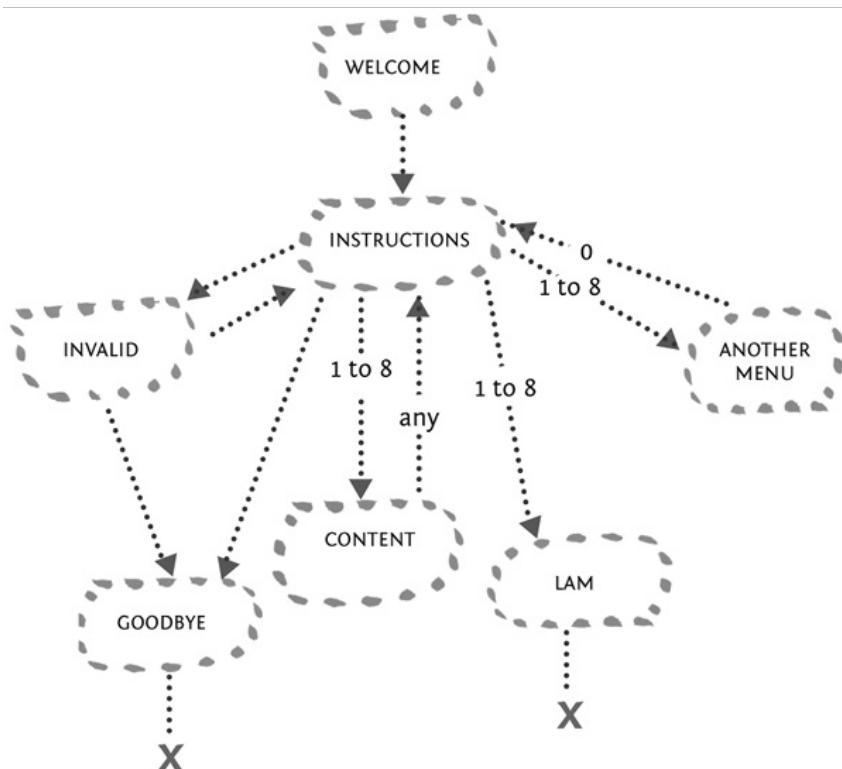 WELCOME
INSTRUCTIONS
0
1 to 8
INVALID
ANOTHER
MENU
1 to 8
1 to 8
any
CONTENT
LAM
GOODBYE
X
X